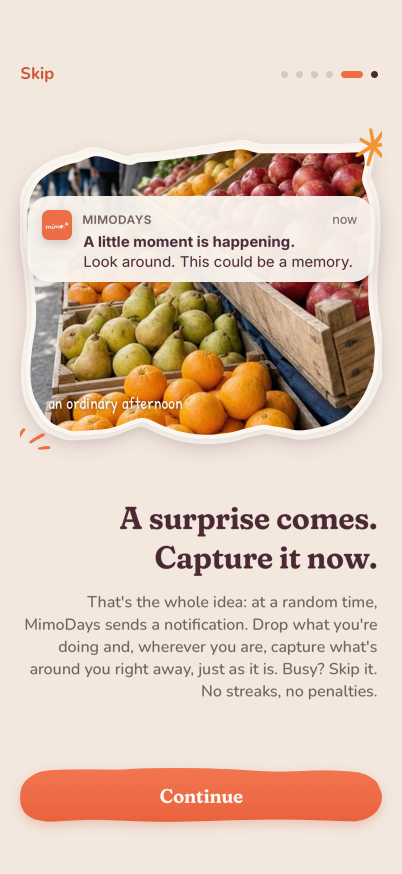 Skip
mimo.
MIMODAYS
now
A little moment is happening.
Look around. This could be a memory.
an ordinary afternoon
A surprise comes.
Capture it now.
That's the whole idea: at a random time,
MimoDays sends a notification. Drop what you're
doing and, wherever you are, capture what's
around you right away, just as it is. Busy? Skip it.
No streaks, no penalties.
Continue